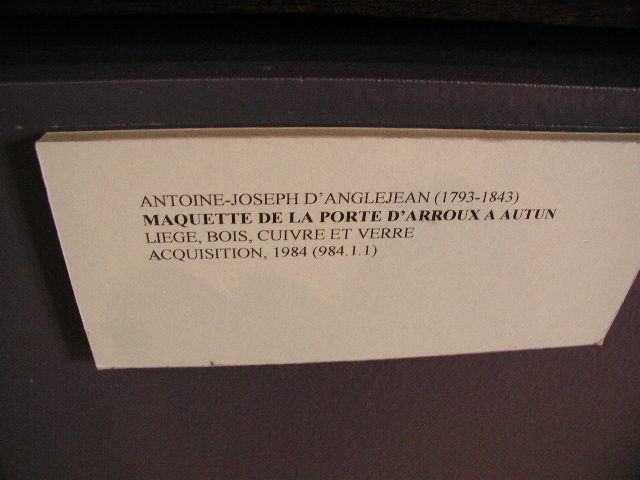 ANTOINE-JOSEPH D'ANGLEJEAN (1793-1843)
MAQUETTE DE LA PORTE D'ARROUX A AUTUN
LIEGE, BOIS, CUIVRE ET VERRE
ACQUISITION, 1984 (984.1.1)